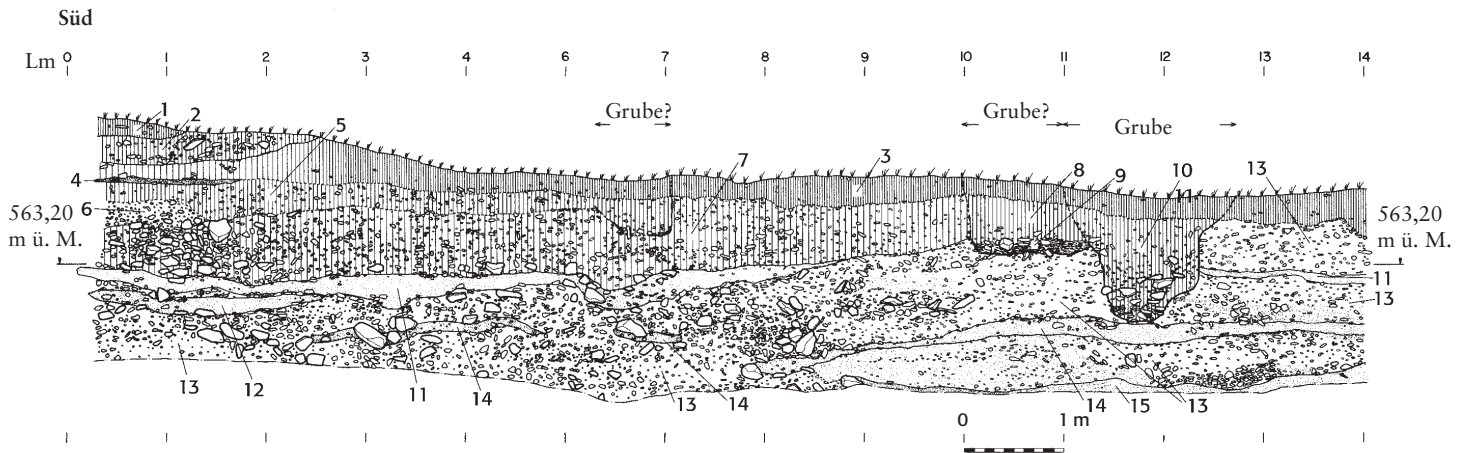 Süd
Lm 0 1 2 3 4 5 6 7 8 9 10 11 12 13 14
Grube? Grube? Grube
1 2 5 7 3 8 9 10 11 13
4
6
563,20
m ü. M.
563,20
m ü. M.
11
13
13 12 11 14 13 14 14 15 13
0 1 m